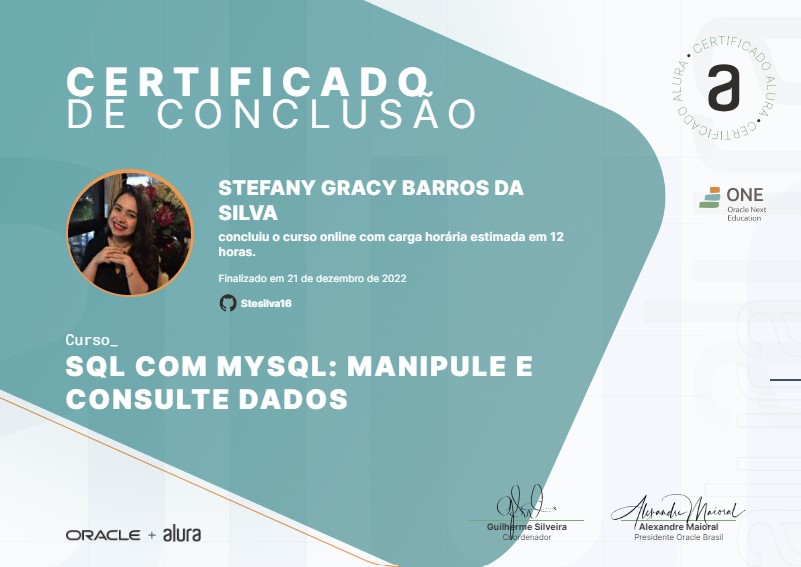 CERTIFICADO
DE CONCLUSÃO
CERTIFICADO ALURA • CERTIFICADO ALURA •
a
ONE
Oracle Next
Education
STEFANY GRACY BARROS DA
SILVA
concluiu o curso online com carga horária estimada em 12
horas.
Finalizado em 21 de dezembro de 2022
Stesilva16
Curso_
SQL COM MYSQL: MANIPULE E
CONSULTE DADOS
ORACLE + alura
Guilherme Silveira
Coordenador
Alexandre Maioral
Alexandre Maioral
Presidente Oracle Brasil